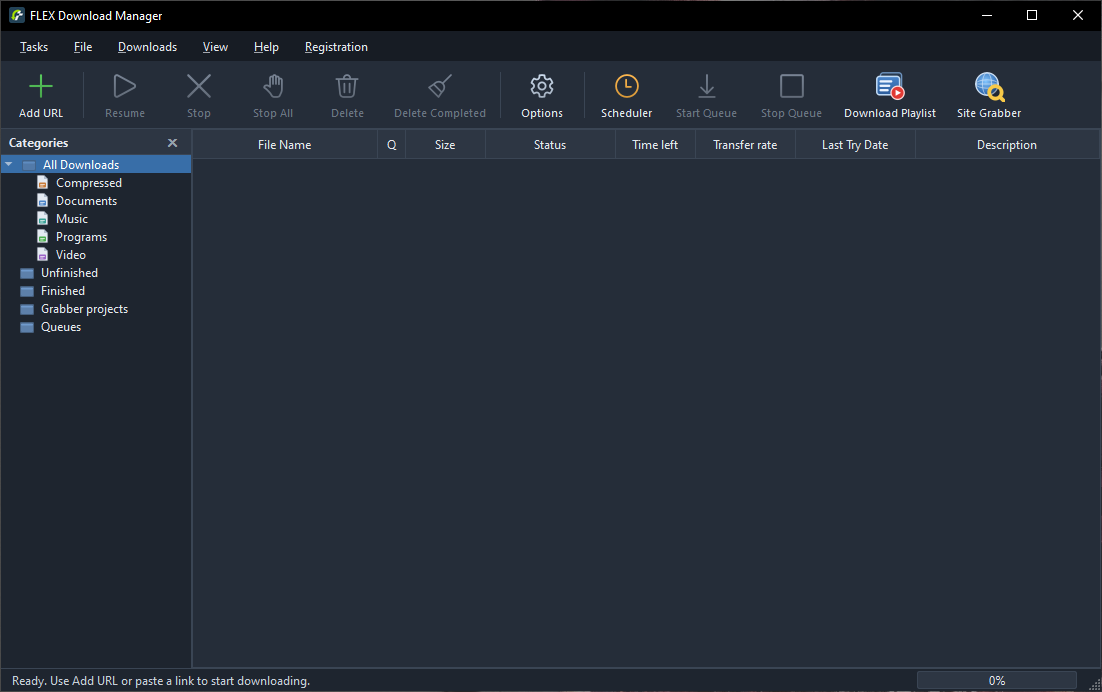 FLEX Download Manager
Tasks File Downloads View Help Registration
Add URL Resume Stop Stop All Delete Delete Completed Options Scheduler Start Queue Stop Queue Download Playlist Site Grabber
Categories File Name Q Size Status Time left Transfer rate Last Try Date Description
All Downloads
Compressed
Documents
Music
Programs
Video
Unfinished
Finished
Grabber projects
Queues
Ready. Use Add URL or paste a link to start downloading. 0%